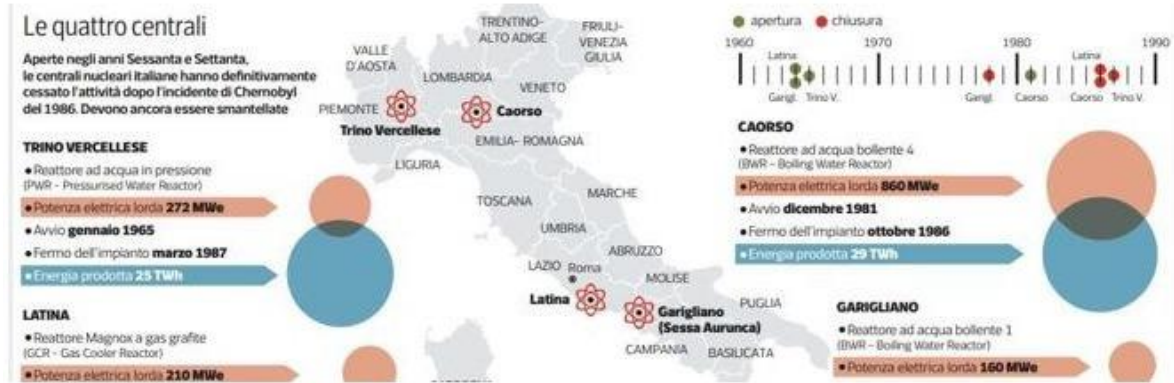 Le quattro centrali
Aperte negli anni Sessanta e Settanta,
le centrali nucleari italiane hanno definitivamente
cessato l'attività dopo l'incidente di Chernobyl
del 1986. Devono ancora essere smantellate
TRINO VERCELLESE
• Reattore ad acqua in pressione
(PWR - Pressurised Water Reactor)
• Potenza elettrica lorda 272 MWe
• Avvio gennaio 1965
• Fermo dell'impianto marzo 1987
• Energia prodotta 25 TWh
LATINA
• Reattore Magnox a gas grafite
(GCR - Gas Cooler Reactor)
• Potenza elettrica lorda 210 MWe
TRENTINO-
ALTO ADIGE
FRIULI-
VENEZIA
GIULIA
VALLE
D'AOSTA
LOMBARDIA
VENETO
PIEMONTE
Caorso
Trino Vercellese
EMILIA- ROMAGNA
LIGURIA
TOSCANA
MARCHE
UMBRIA
ABRUZZO
LAZIO
Roma
MOLISE
Latina
PUGLIA
Garigliano
(Sessa Aurunca)
CAMPANIA
BASILICATA
apertura
chiusura
1960
1970
1980
1990
Latina
Latina
Garigl.
Trino V.
Garigl.
Caorso
Caorso
Trino V.
CAORSO
• Reattore ad acqua bollente 4
(BWR - Boiling Water Reactor)
• Potenza elettrica lorda 860 MWe
• Avvio dicembre 1981
• Fermo dell'impianto ottobre 1986
• Energia prodotta 29 TWh
GARIGLIANO
• Reattore ad acqua bollente 1
(BWR - Boiling Water Reactor)
• Potenza elettrica lorda 160 MWe